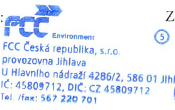 Z
FCC
Environment
5
FCC Česká republika, s.r.o.
provozovna Jihlava
U Hlavního nádraží 4286/2, 586 01 Jihl
IČ: 45809712, DIČ: CZ 45809712
Tel./fax: 567 220 701